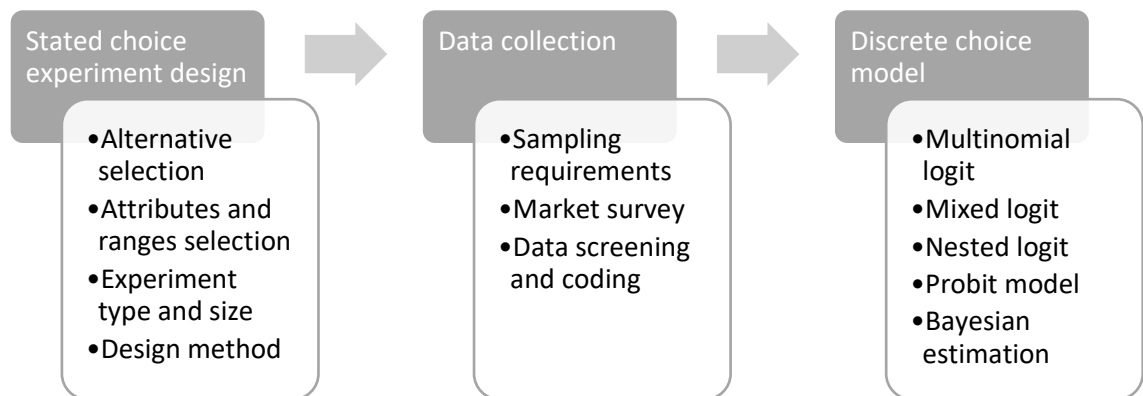 Stated choice
experiment design
•Alternative
selection
•Attributes and
ranges selection
•Experiment
type and size
•Design method
Data collection
•Sampling
requirements
•Market survey
•Data screening
and coding
Discrete choice
model
•Multinomial
logit
•Mixed logit
•Nested logit
•Probit model
•Bayesian
estimation